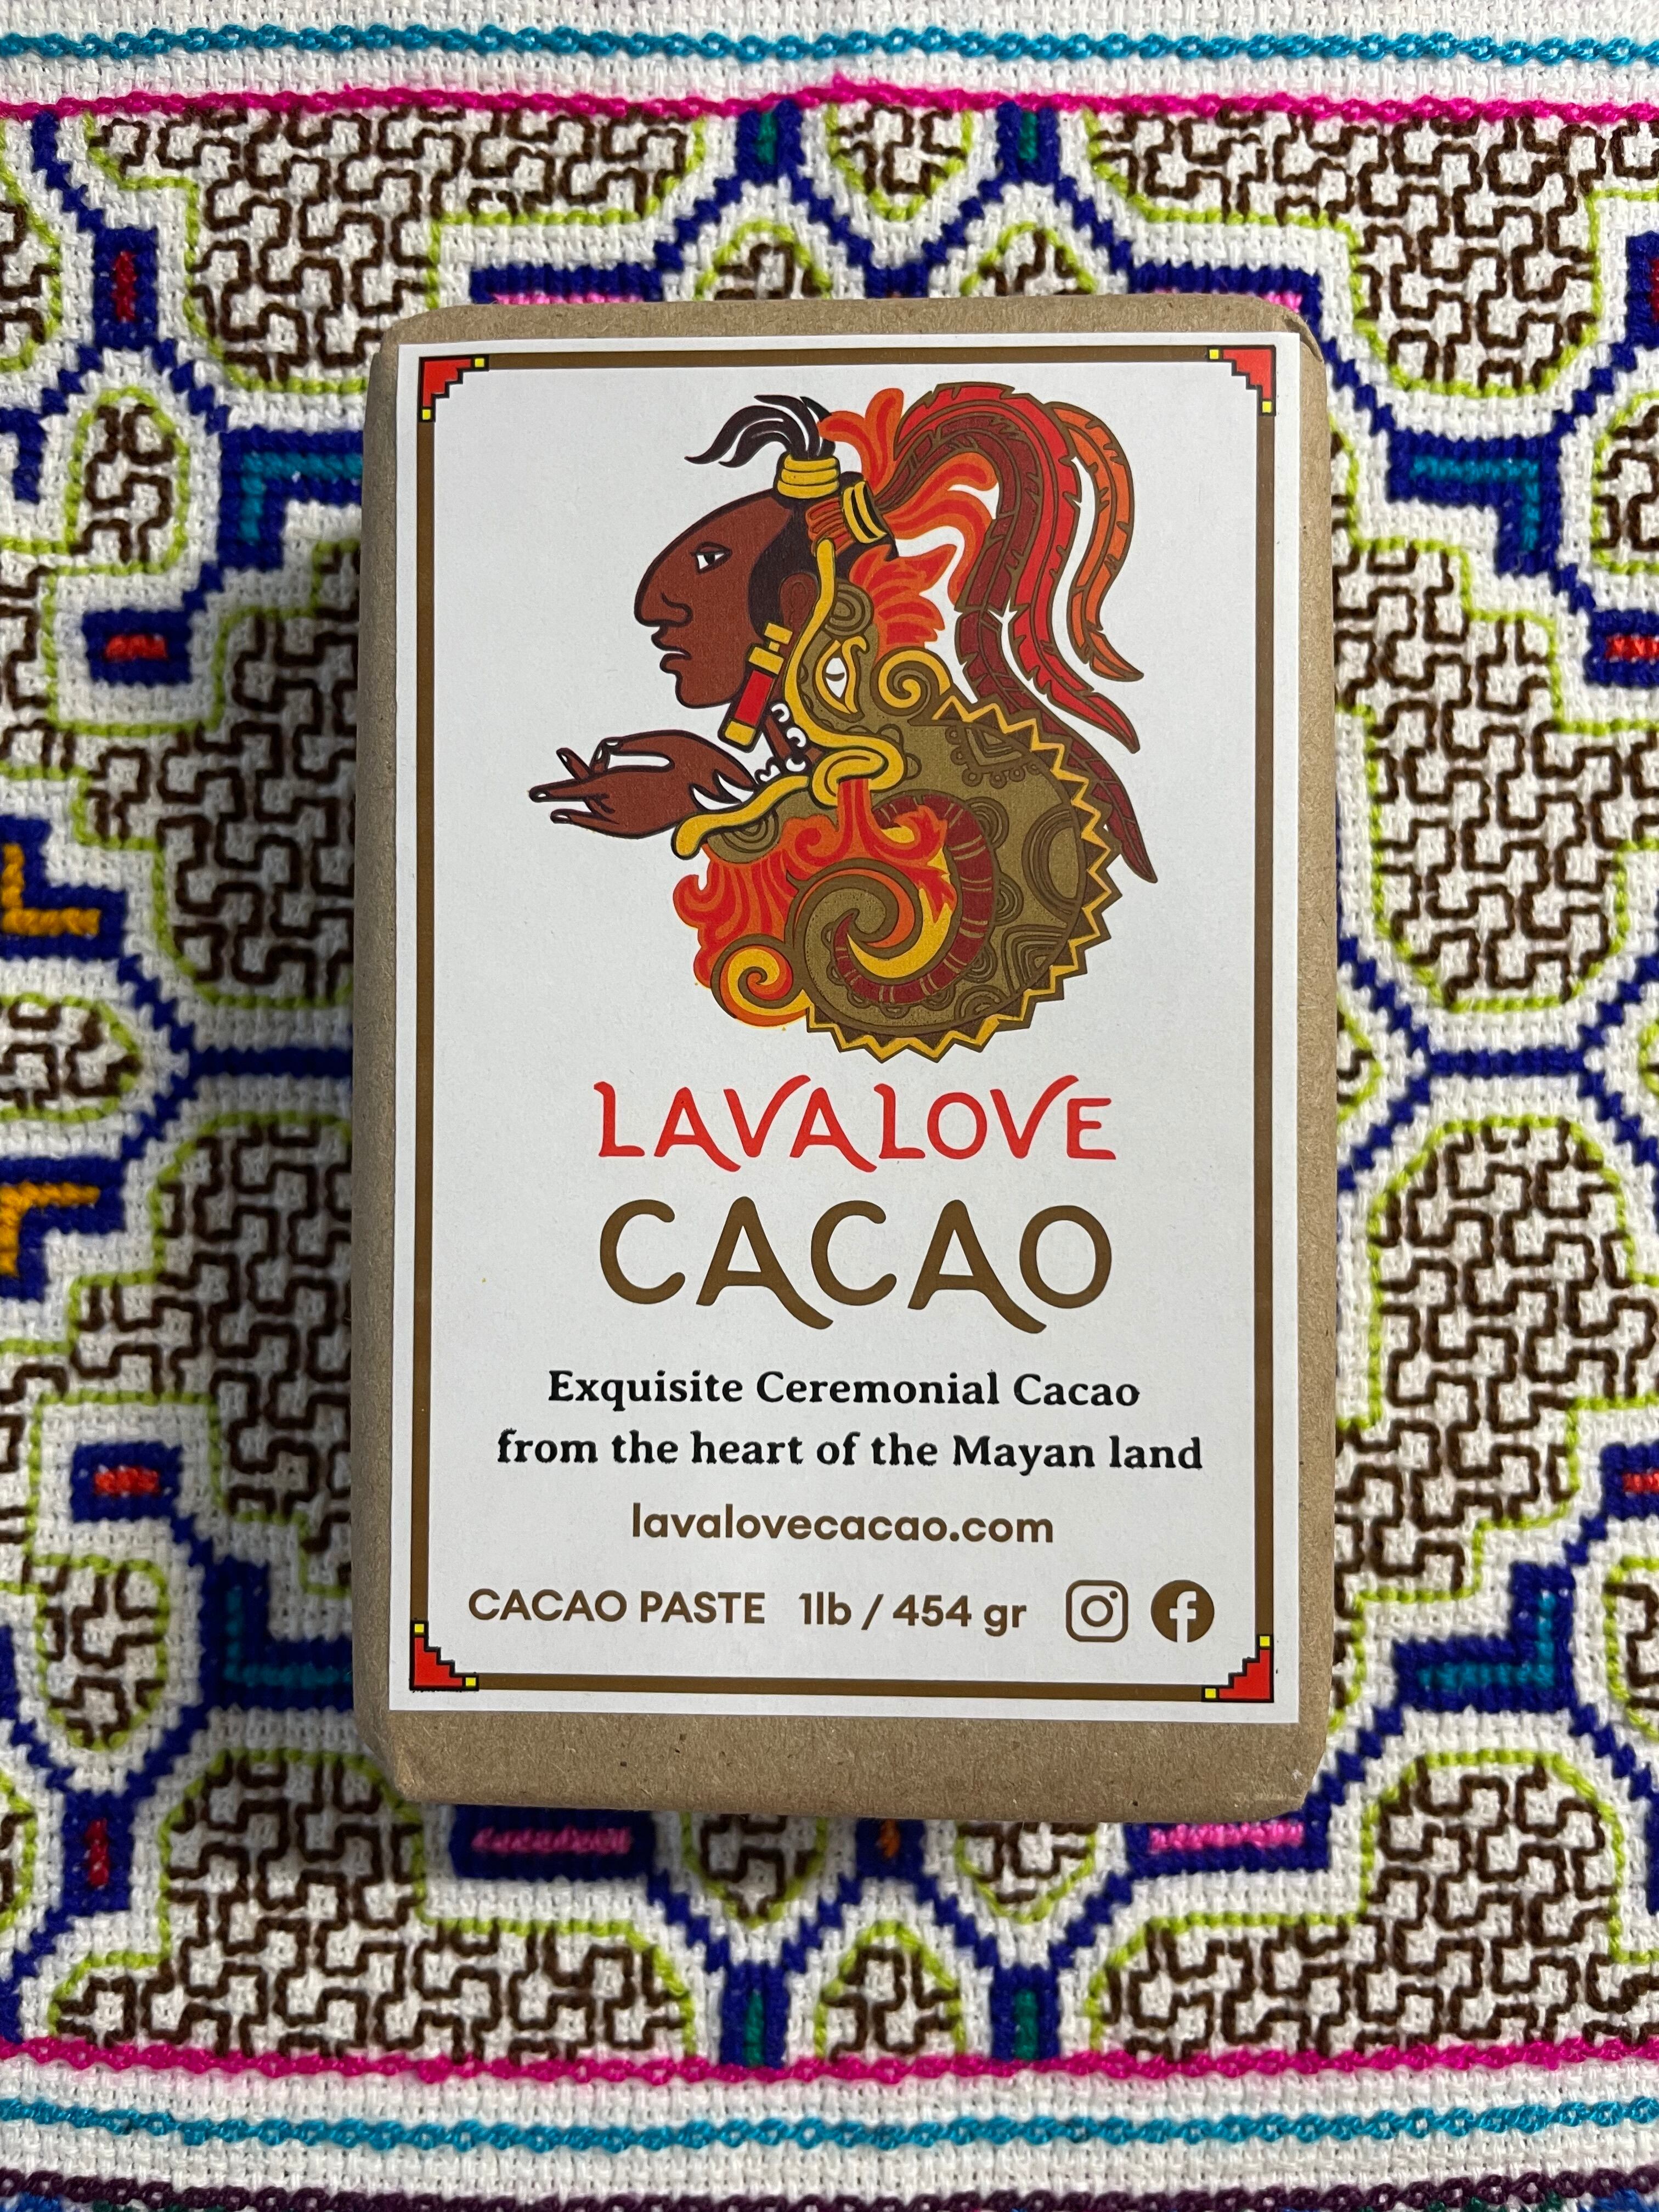 LAVALOVE
CACAO
Exquisite Ceremonial Cacao
from the heart of the Mayan land
lavalovecacao.com
CACAO PASTE 1lb / 454 gr